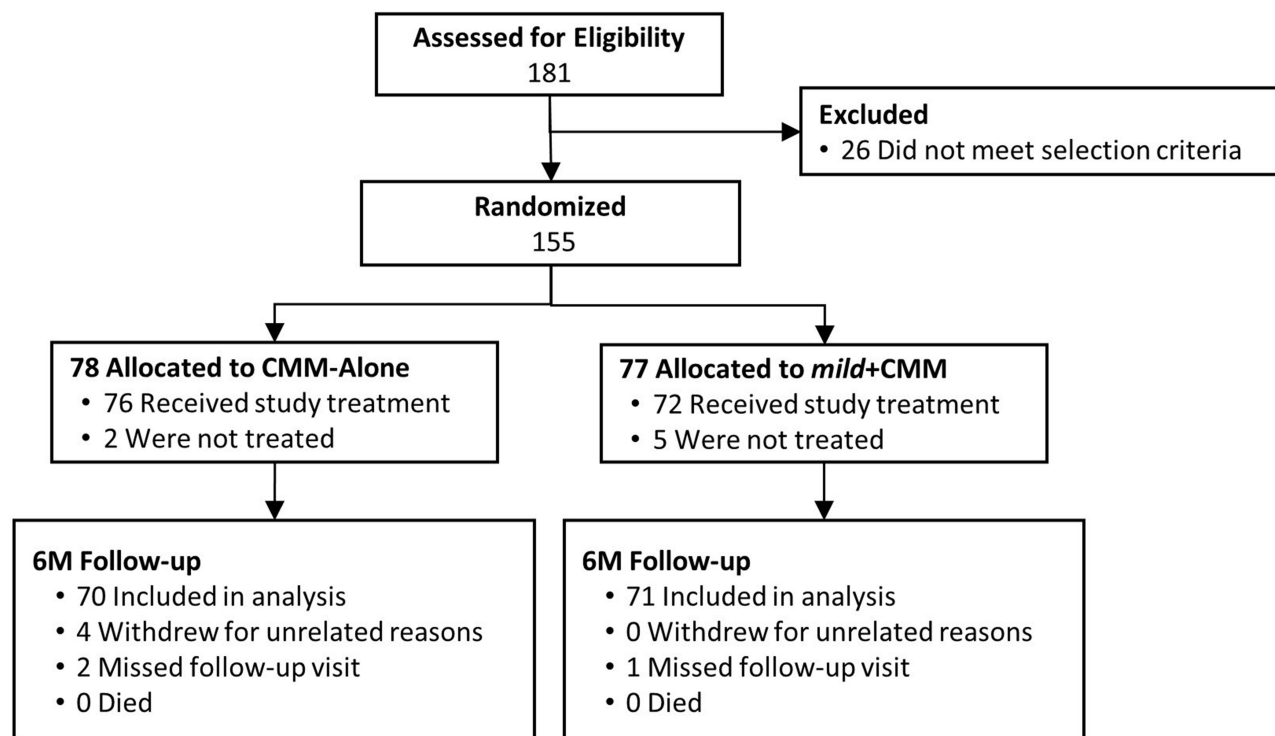 Assessed for Eligibility
181
Excluded
• 26 Did not meet selection criteria
Randomized
155
78 Allocated to CMM-Alone
• 76 Received study treatment
• 2 Were not treated
77 Allocated to mild+CMM
• 72 Received study treatment
• 5 Were not treated
6M Follow-up
• 70 Included in analysis
• 4 Withdrew for unrelated reasons
• 2 Missed follow-up visit
• 0 Died
6M Follow-up
• 71 Included in analysis
• 0 Withdrew for unrelated reasons
• 1 Missed follow-up visit
• 0 Died